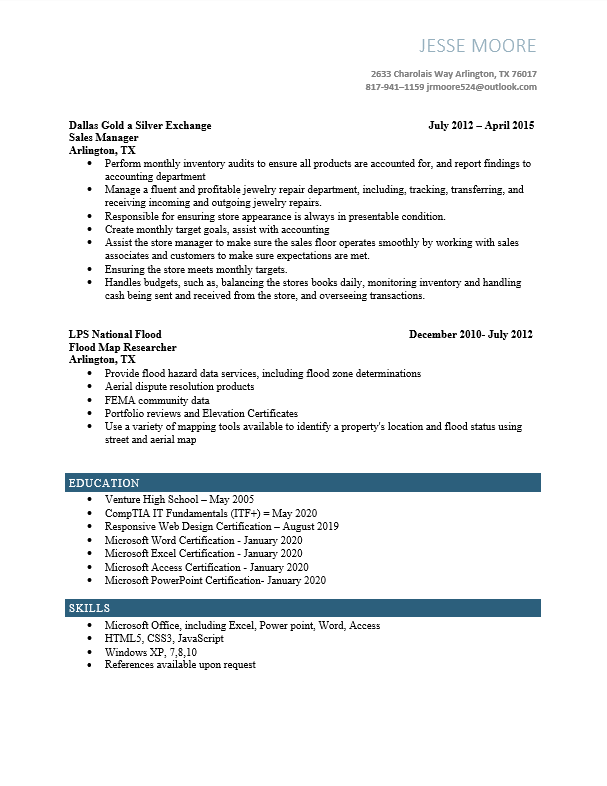 JESSE MOORE
2633 Charolais Way Arlington, TX 76017
817-941–1159 jrmoore524@outlook.com
Dallas Gold a Silver Exchange July 2012 – April 2015
Sales Manager
Arlington, TX
• Perform monthly inventory audits to ensure all products are accounted for, and report findings to
accounting department
• Manage a fluent and profitable jewelry repair department, including, tracking, transferring, and
receiving incoming and outgoing jewelry repairs.
• Responsible for ensuring store appearance is always in presentable condition.
• Create monthly target goals, assist with accounting
• Assist the store manager to make sure the sales floor operates smoothly by working with sales
associates and customers to make sure expectations are met.
• Ensuring the store meets monthly targets.
• Handles budgets, such as, balancing the stores books daily, monitoring inventory and handling
cash being sent and received from the store, and overseeing transactions.
LPS National Flood December 2010- July 2012
Flood Map Researcher
Arlington, TX
• Provide flood hazard data services, including flood zone determinations
• Aerial dispute resolution products
• FEMA community data
• Portfolio reviews and Elevation Certificates
• Use a variety of mapping tools available to identify a property's location and flood status using
street and aerial map
EDUCATION
• Venture High School – May 2005
• CompTIA IT Fundamentals (ITF+) = May 2020
• Responsive Web Design Certification – August 2019
• Microsoft Word Certification - January 2020
• Microsoft Excel Certification - January 2020
• Microsoft Access Certification - January 2020
• Microsoft PowerPoint Certification- January 2020
SKILLS
• Microsoft Office, including Excel, Power point, Word, Access
• HTML5, CSS3, JavaScript
• Windows XP, 7,8,10
• References available upon request